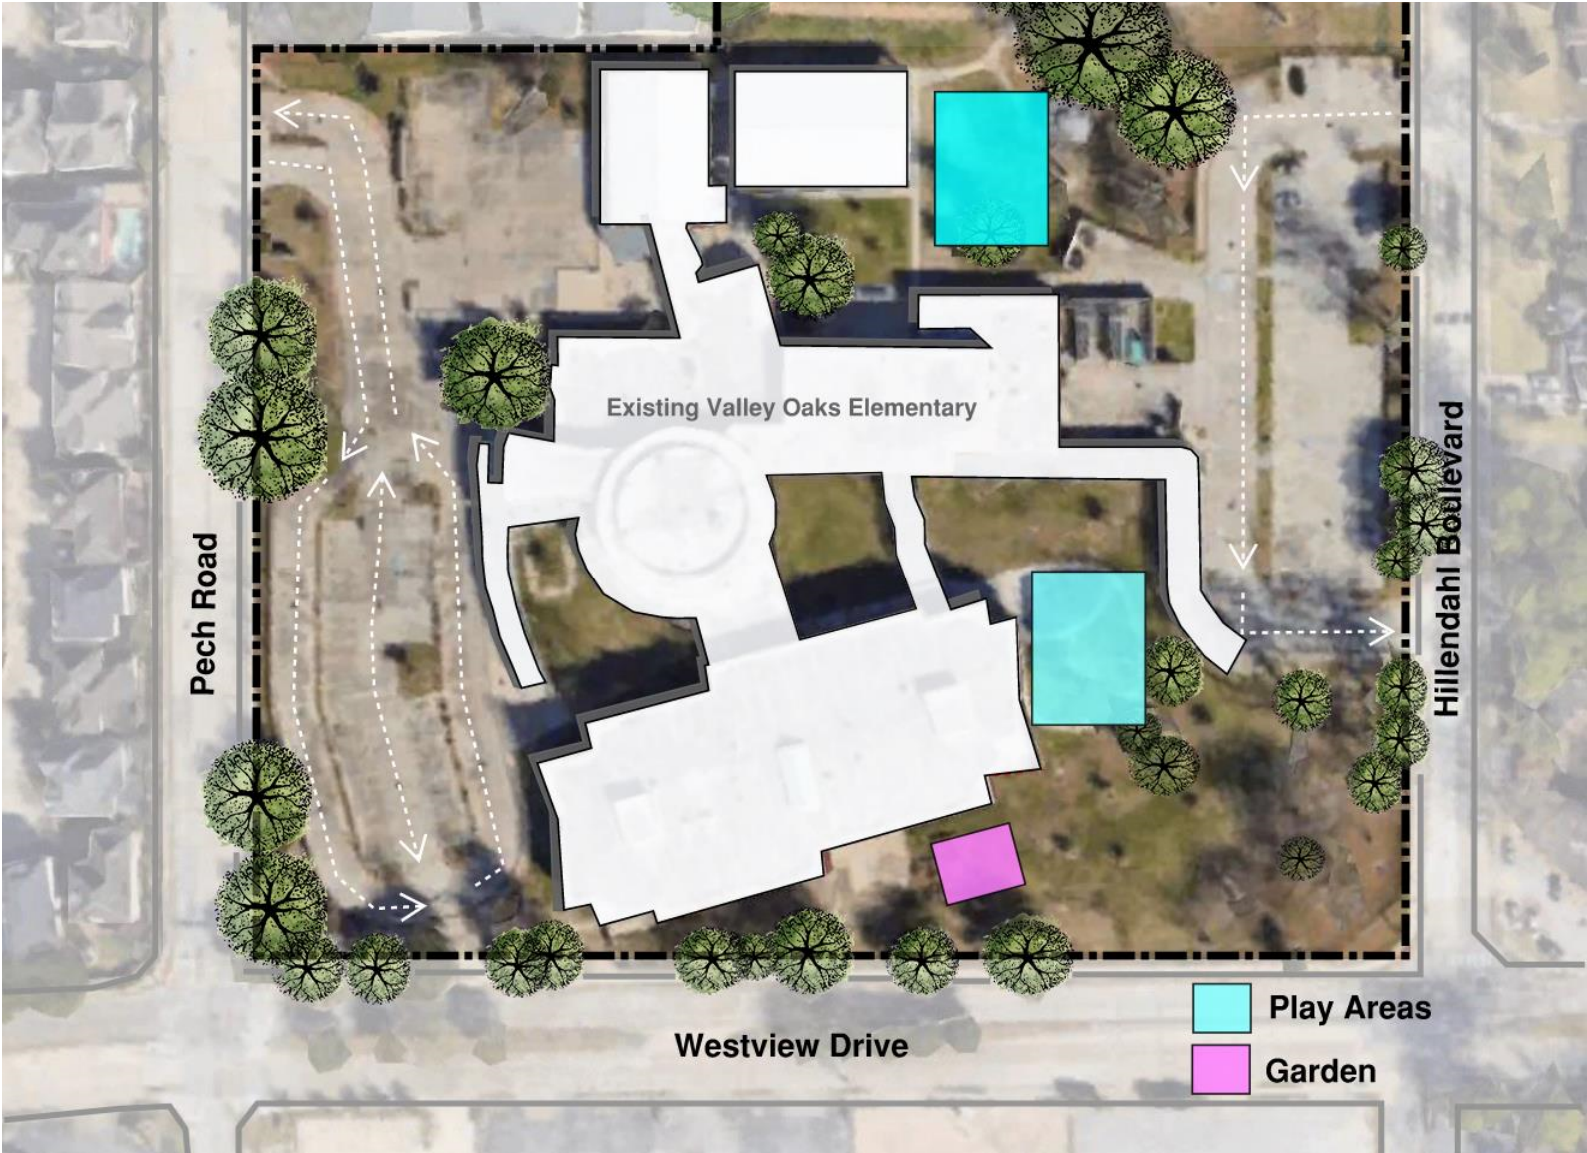 Existing Valley Oaks Elementary
Pech Road
Hillendahl Boulevard
Play Areas
Westview Drive
Garden